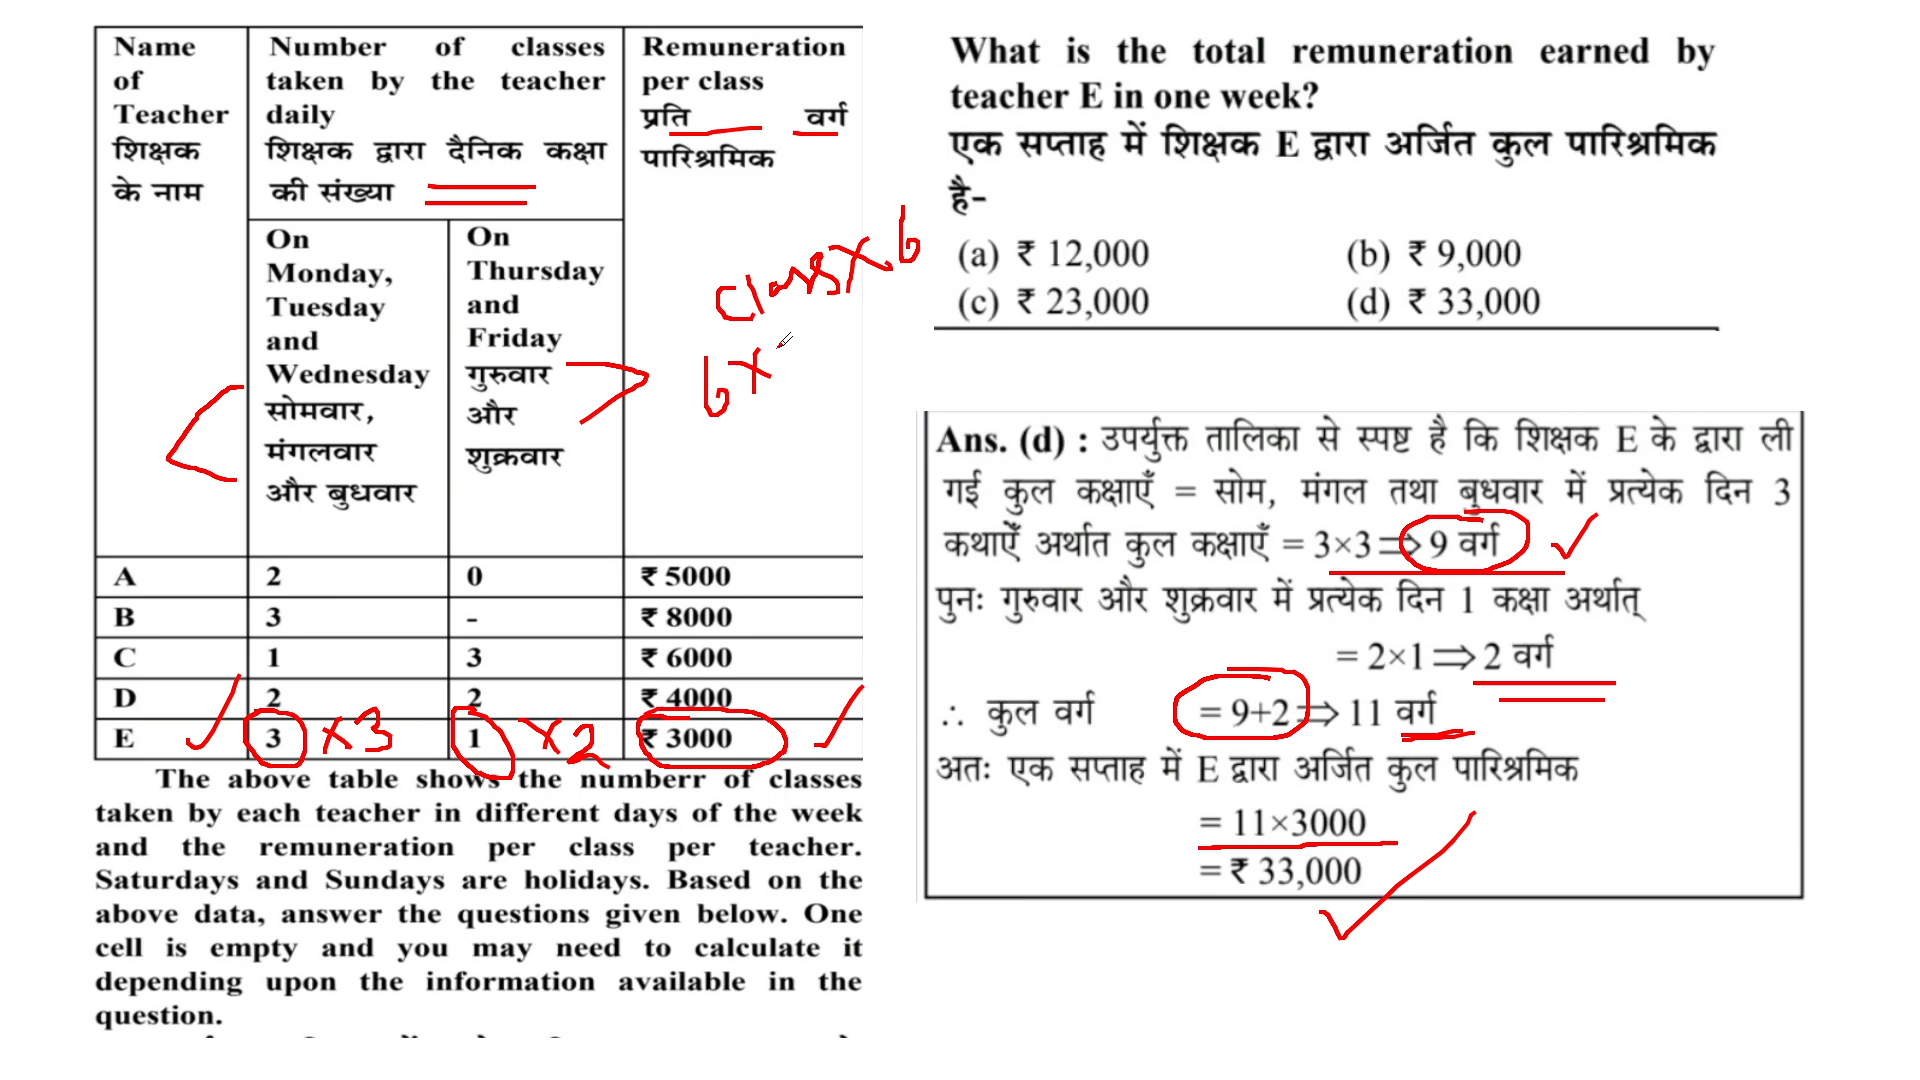 Name of Teacher शिक्षक के नाम
Number of classes taken by the teacher daily शिक्षक द्वारा दैनिक कक्षा की संख्या
Remuneration per class प्रति वर्ग पारिश्रमिक
On Monday, Tuesday and Wednesday सोमवार, मंगलवार और बुधवार
On Thursday and Friday गुरुवार और शुक्रवार
class×6
6×
A 2 0 ₹ 5000
B 3 - ₹ 8000
C 1 3 ₹ 6000
D 2 2 ₹ 4000
E 3 ×3 1 ×2 ₹ 3000
The above table shows the numberr of classes
taken by each teacher in different days of the week
and the remuneration per class per teacher.
Saturdays and Sundays are holidays. Based on the
above data, answer the questions given below. One
cell is empty and you may need to calculate it
depending upon the information available in the
question.
What is the total remuneration earned by
teacher E in one week?
एक सप्ताह में शिक्षक E द्वारा अर्जित कुल पारिश्रमिक
है-
(a) ₹ 12,000 (b) ₹ 9,000
(c) ₹ 23,000 (d) ₹ 33,000
Ans. (d) : उपर्युक्त तालिका से स्पष्ट है कि शिक्षक E के द्वारा ली
गई कुल कक्षाएँ = सोम, मंगल तथा बुधवार में प्रत्येक दिन 3
कथाएँ अर्थात कुल कक्षाएँ = 3×3⇒9 वर्ग
पुनः गुरुवार और शुक्रवार में प्रत्येक दिन 1 कक्षा अर्थात्
= 2×1⇒2 वर्ग
∴ कुल वर्ग = 9+2⇒11 वर्ग
अतः एक सप्ताह में E द्वारा अर्जित कुल पारिश्रमिक
= 11×3000
= ₹ 33,000